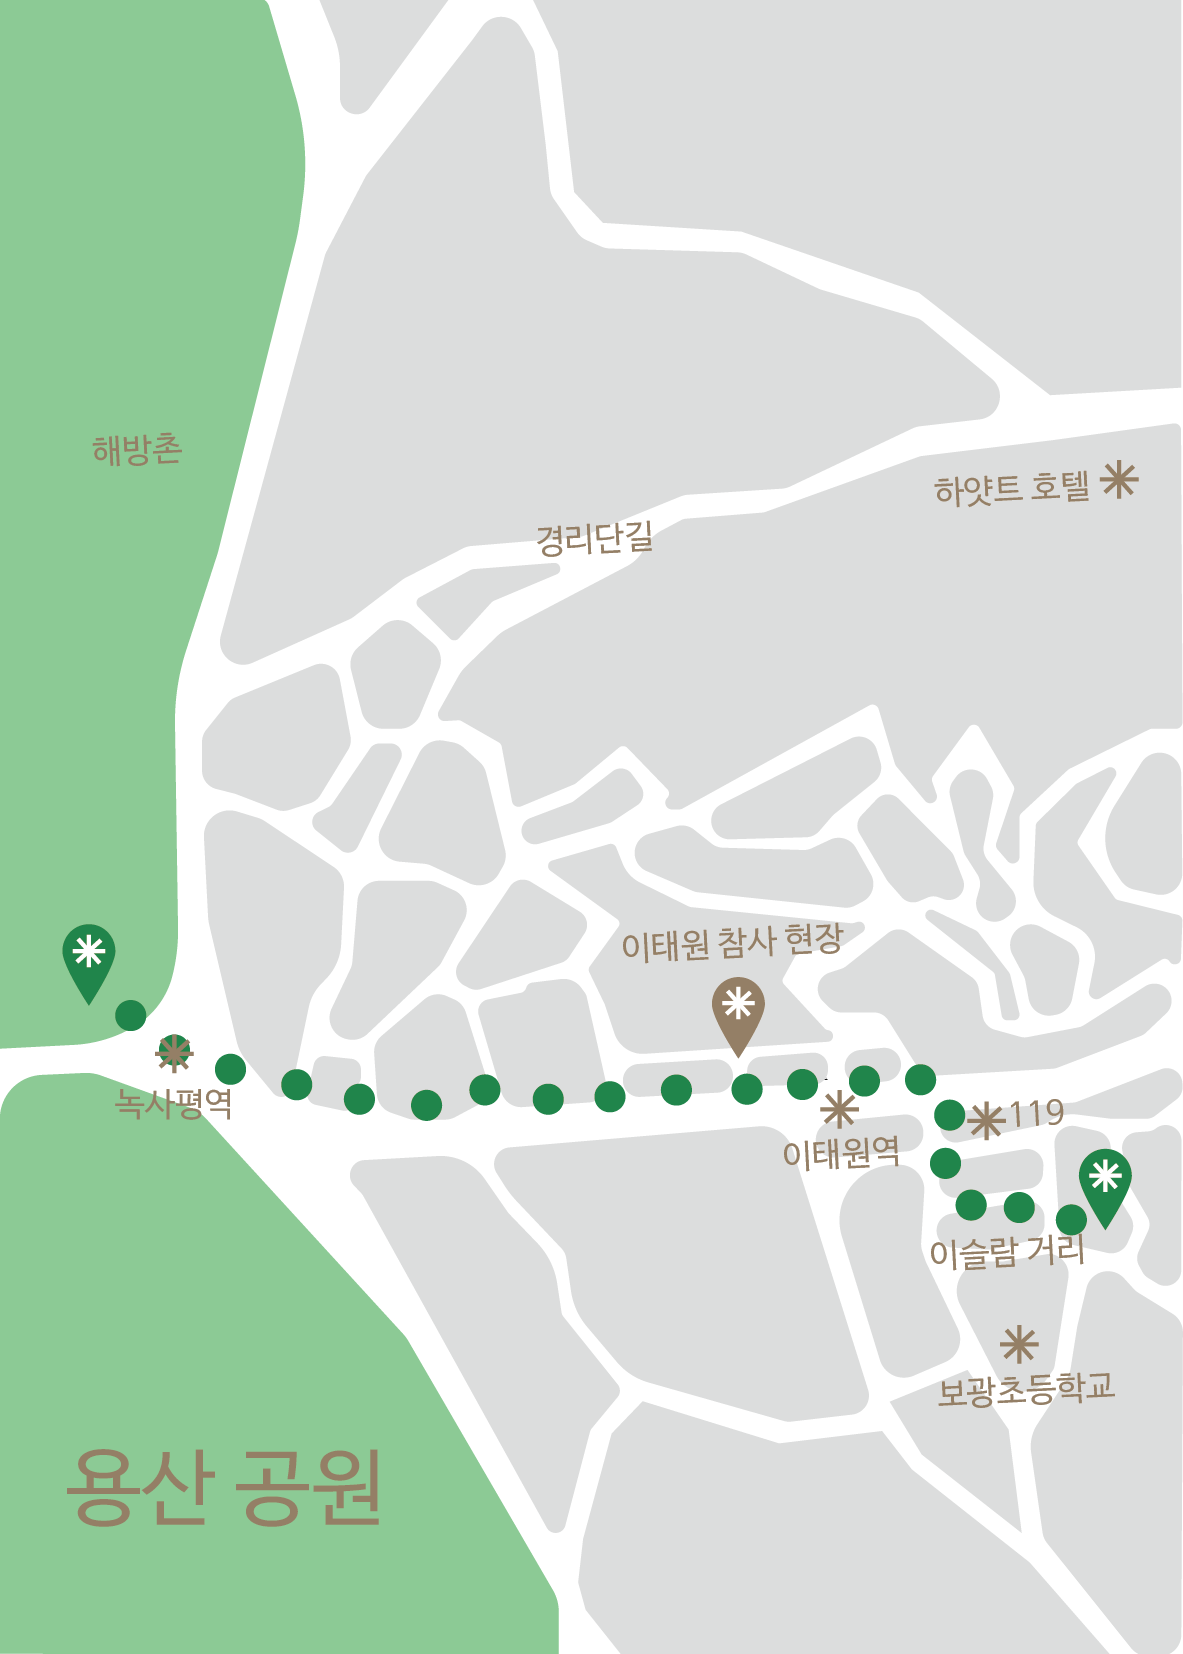 해방촌
하얏트 호텔
경리단길
이태원 참사 현장
녹사평역
119
이태원역
이슬람 거리
보광초등학교
용산 공원